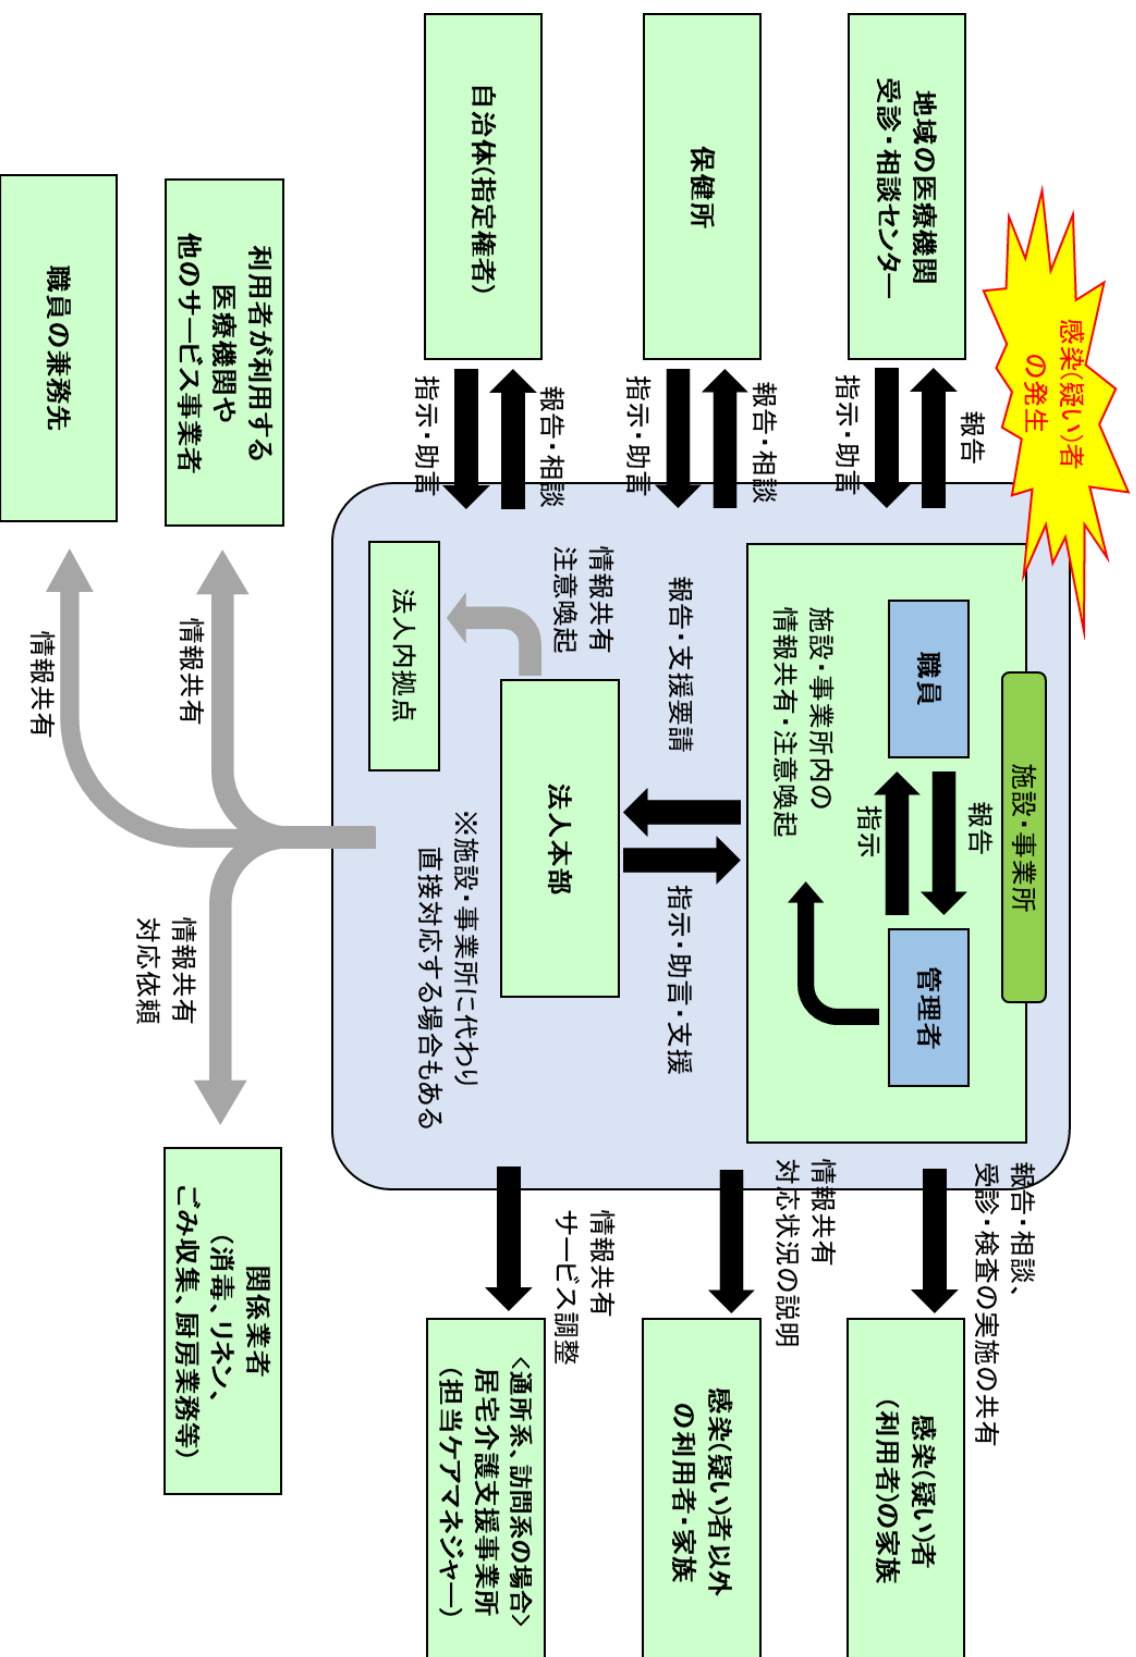 感染(疑い)者
の発生
施設・事業所
地域の医療機関
受診・相談センター
報告
指示・助言
職員
報告
指示
管理者
施設・事業所内の
情報共有・注意喚起
報告・相談、
受診・検査の実施の共有
感染(疑い)者
(利用者)の家族
保健所
報告・相談
指示・助言
報告・支援要請
指示・助言・支援
情報共有
対応状況の説明
感染(疑い)者以外
の利用者・家族
自治体(指定権者)
報告・相談
指示・助言
情報共有
注意喚起
法人本部
法人内拠点
※施設・事業所に代わり
直接対応する場合もある
情報共有
サービス調整
<通所系、訪問系の場合>
居宅介護支援事業所
(担当ケアマネジャー)
利用者が利用する
医療機関や
他のサービス事業者
情報共有
情報共有
対応依頼
関係業者
(消毒、リネン、
ごみ収集、厨房業務等)
職員の兼務先
情報共有